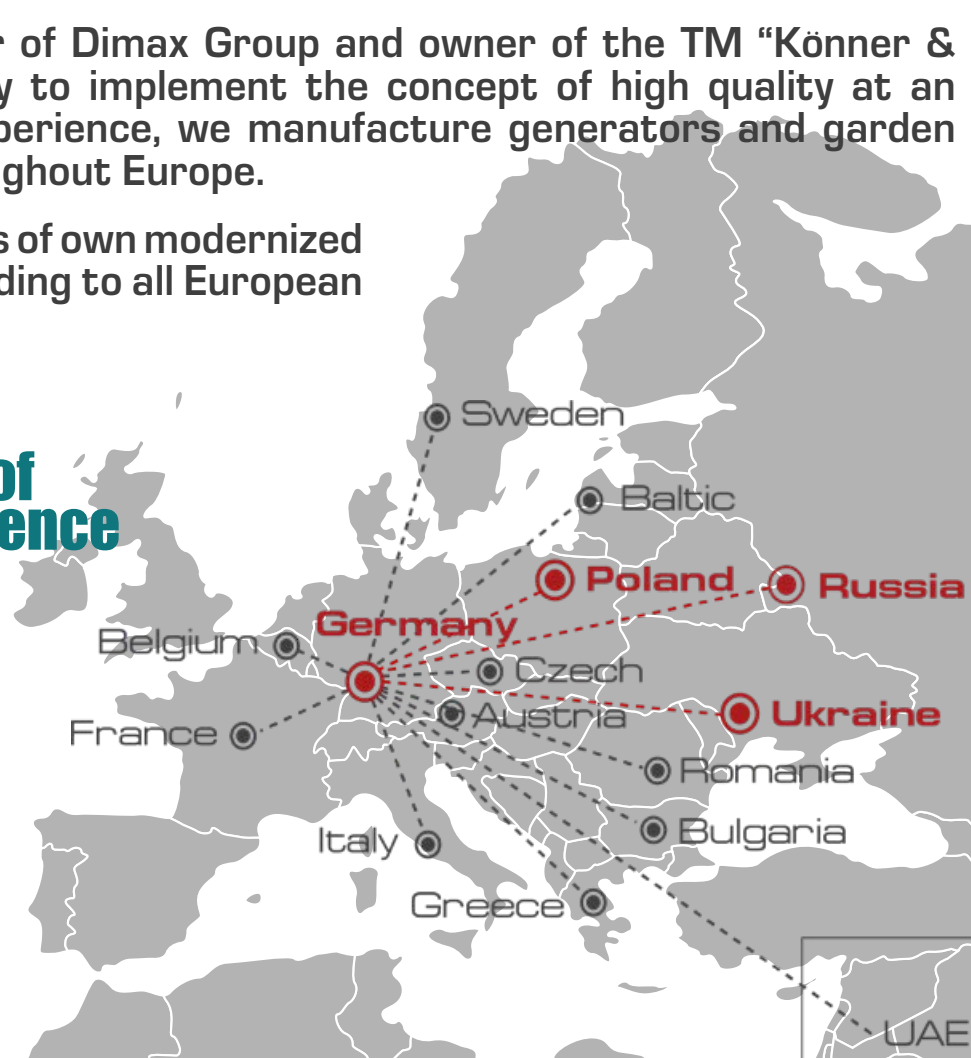 r of Dimax Group and owner of the TM “Könner &
y to implement the concept of high quality at an
perience, we manufacture generators and garden
ghout Europe.
s of own modernized
ding to all European
of
ence
Sweden
Baltic
Poland
Russia
Germany
Belgium
Czech
Austria
Ukraine
France
Romania
Bulgaria
Italy
Greece
UAE